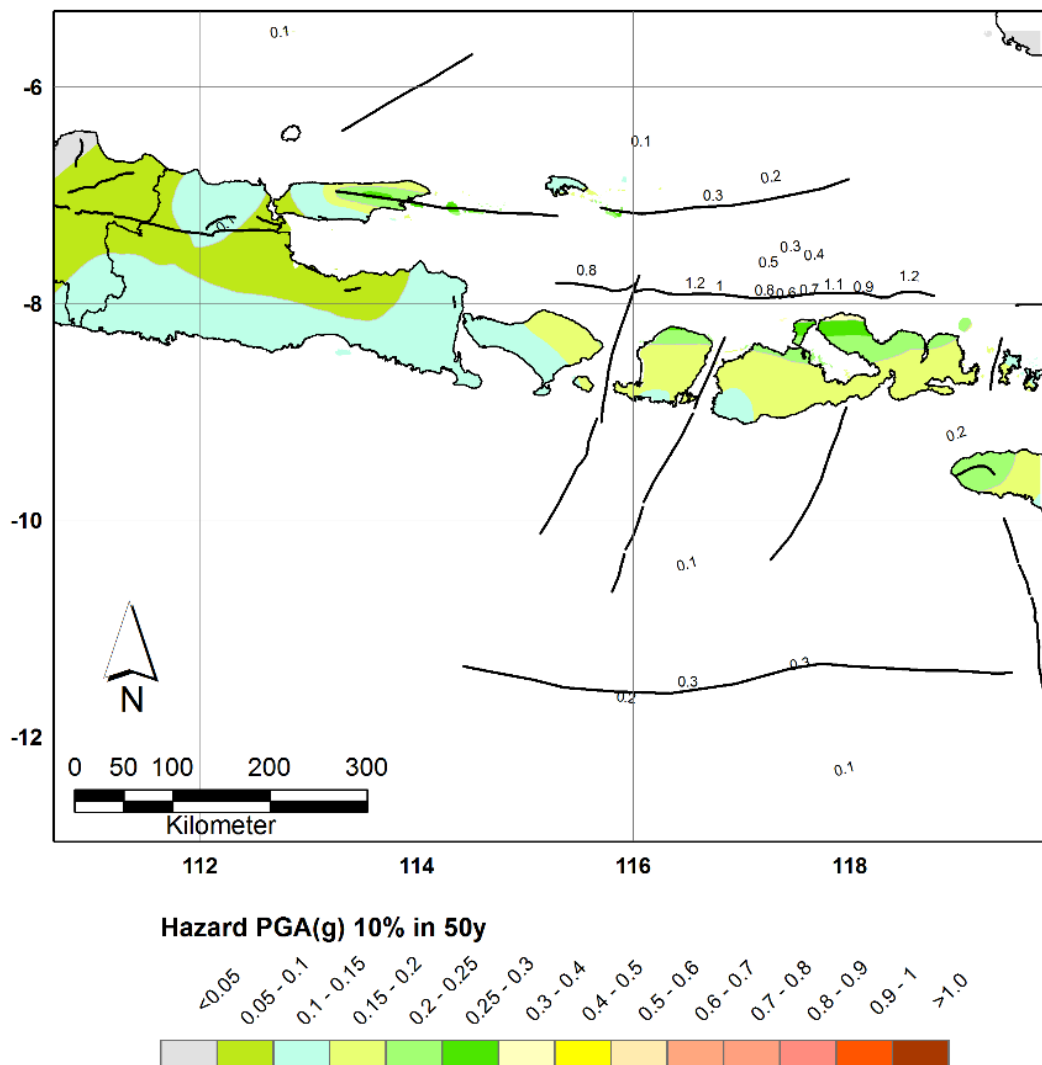 0.1
-6
0.1
0.2
0.3
0.1
0.3
0.4
0.5
0.8
1.2
1
0.8
0.6
0.7
1.1
0.9
1.2
-8
0.2
-10
0.1
0.3
0.3
0.2
N
-12
0.1
0 50 100 200 300
Kilometer
112 114 116 118
Hazard PGA(g) 10% in 50y
<0.05
0.05 - 0.1
0.1 - 0.15
0.15 - 0.2
0.2 - 0.25
0.25 - 0.3
0.3 - 0.4
0.4 - 0.5
0.5 - 0.6
0.6 - 0.7
0.7 - 0.8
0.8 - 0.9
0.9 - 1
>1.0